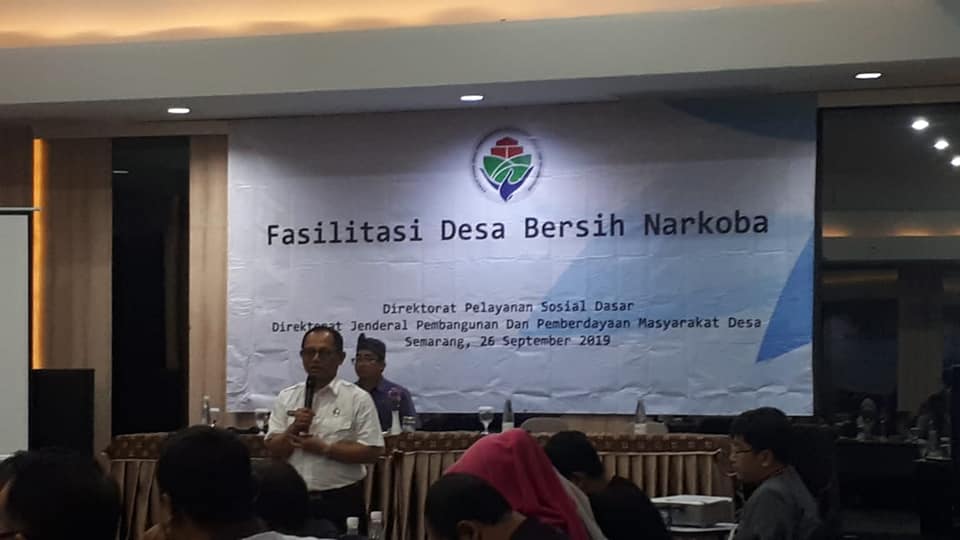 Fasilitasi Desa Bersih Narkoba
Direktorat Pelayanan Sosial Dasar
Direktorat Jenderal Pembangunan Dan Pemberdayaan Masyarakat Desa
Semarang, 26 September 2019